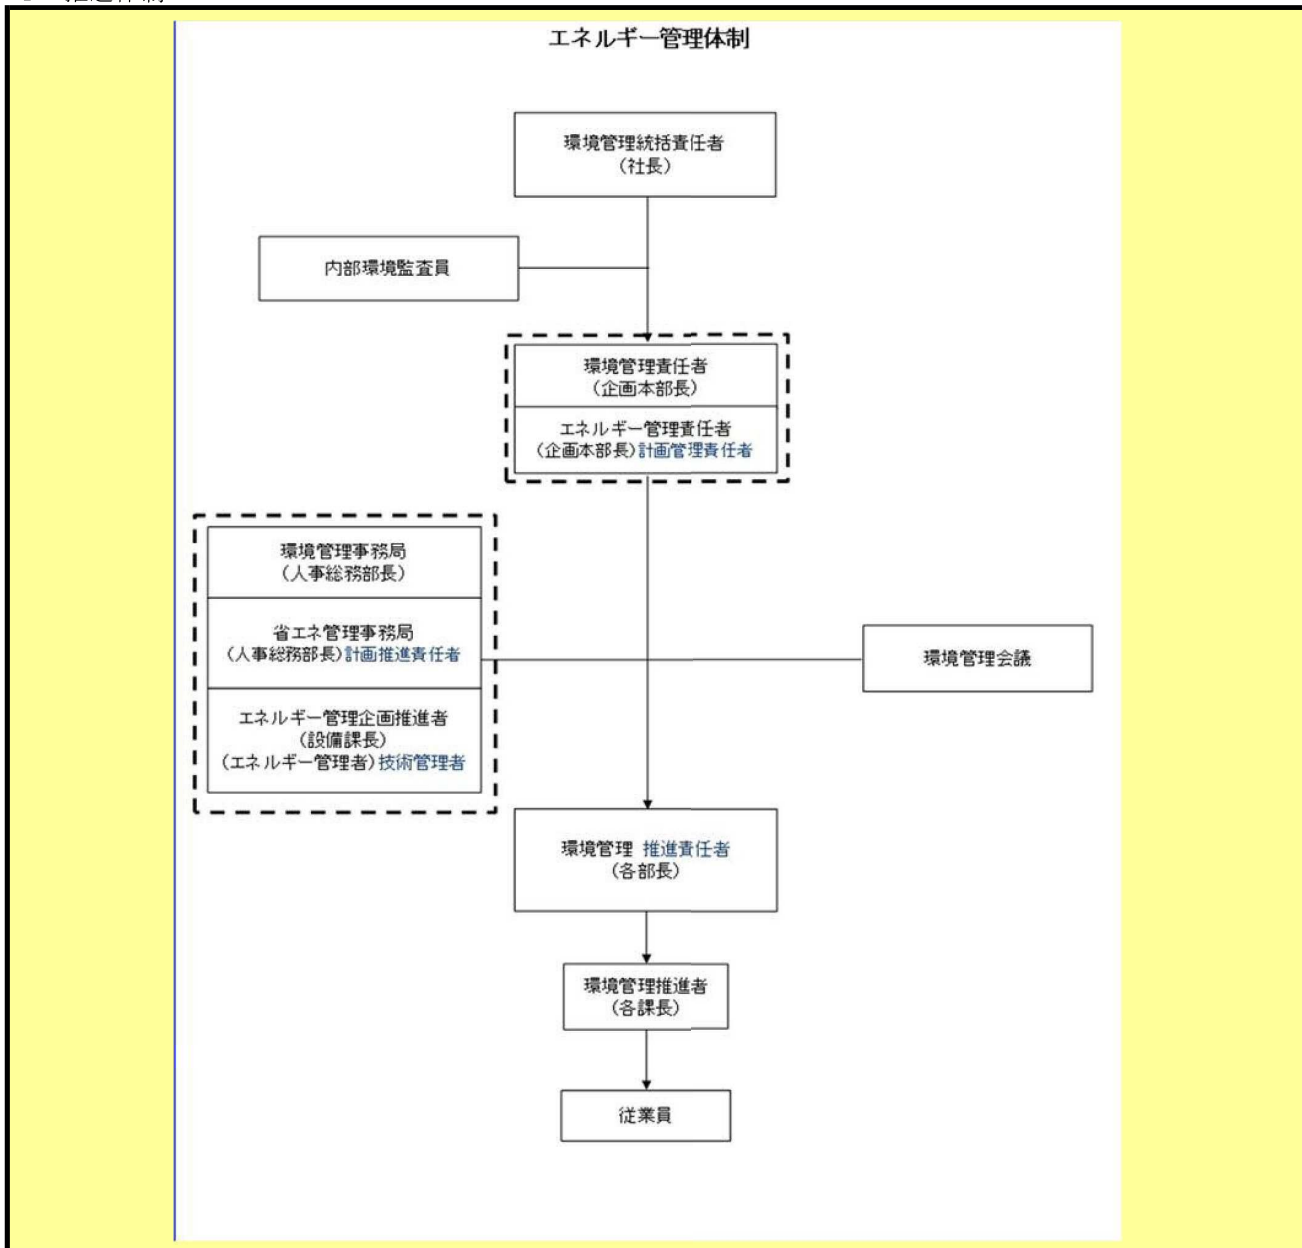 エネルギー管理体制
環境管理統括責任者
(社長)
内部環境監査員
環境管理責任者
(企画本部長)
エネルギー管理責任者
(企画本部長)計画管理責任者
環境管理事務局
(人事総務部長)
省エネ管理事務局
(人事総務部長)計画推進責任者
環境管理会議
エネルギー管理企画推進者
(設備課長)
(エネルギー管理者)技術管理者
環境管理 推進責任者
(各部長)
環境管理推進者
(各課長)
従業員